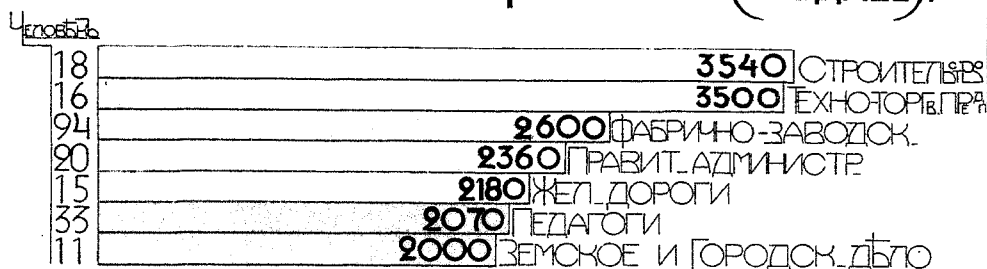 Человѣкъ
18 3540 Строительство
16 3500 Техно-торгв. пред
94 2600 Фабрично-заводск.
20 2360 Правит. администр.
15 2180 Жел. дороги
33 2070 Педагоги
11 2000 Земское и Городск. дѣло